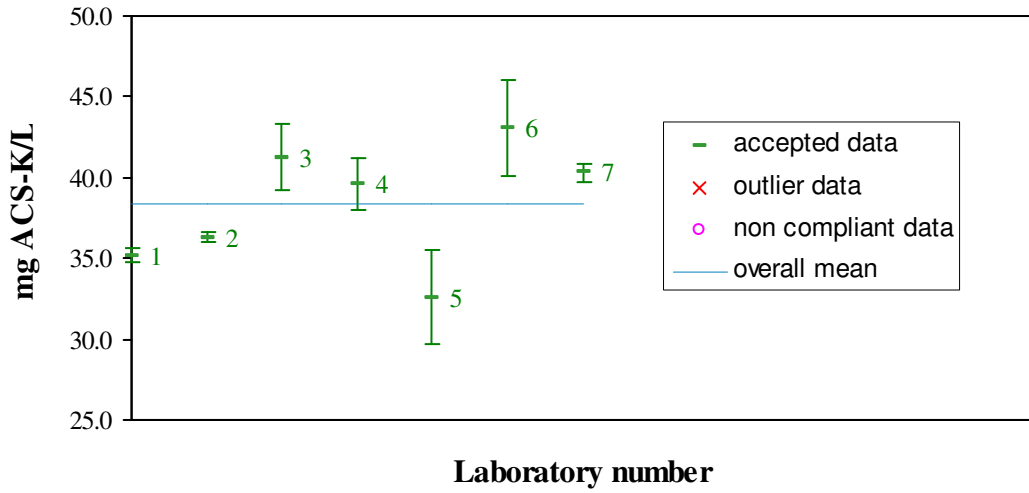 mg ACS-K/L
50.0
45.0
40.0
35.0
30.0
25.0
1
2
3
4
5
6
7
accepted data
outlier data
non compliant data
overall mean
Laboratory number